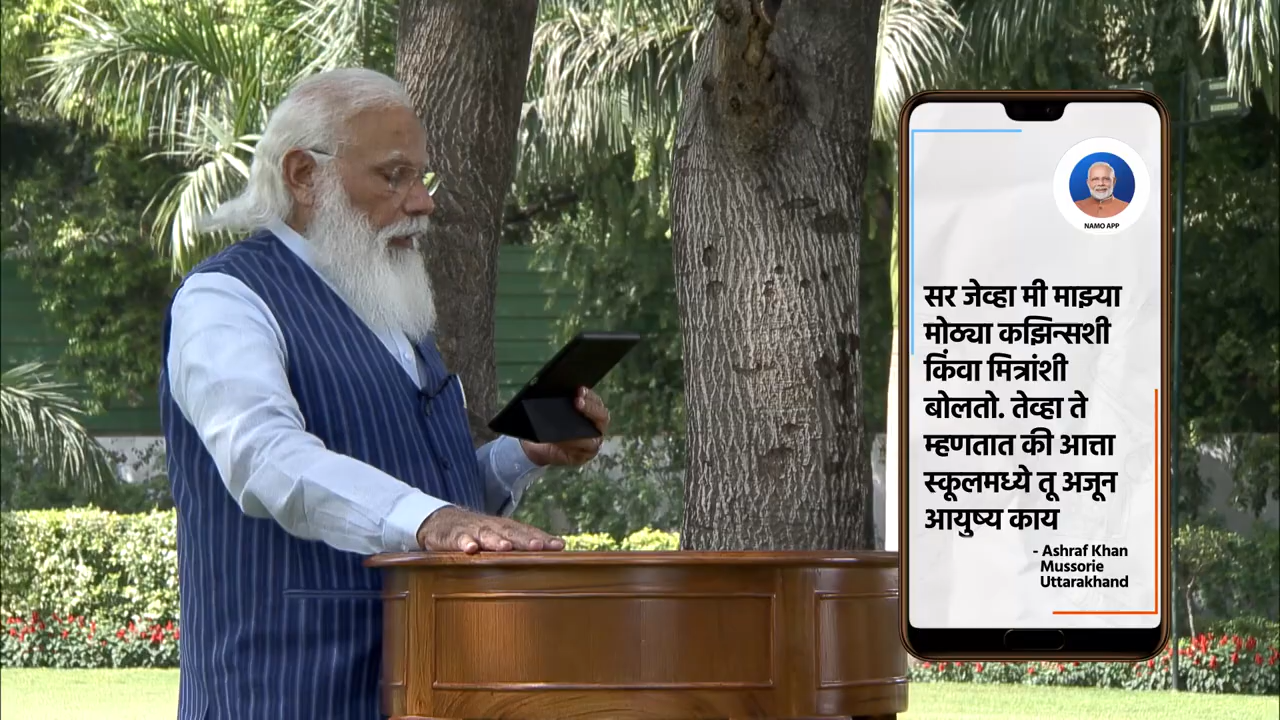 NAMO APP
सर जेव्हा मी माझ्या
मोठ्या कझिन्सशी
किंवा मित्रांशी
बोलतो. तेव्हा ते
म्हणतात की आत्ता
स्कूलमध्ये तू अजून
आयुष्य काय
- Ashraf Khan
Mussorie
Uttarakhand